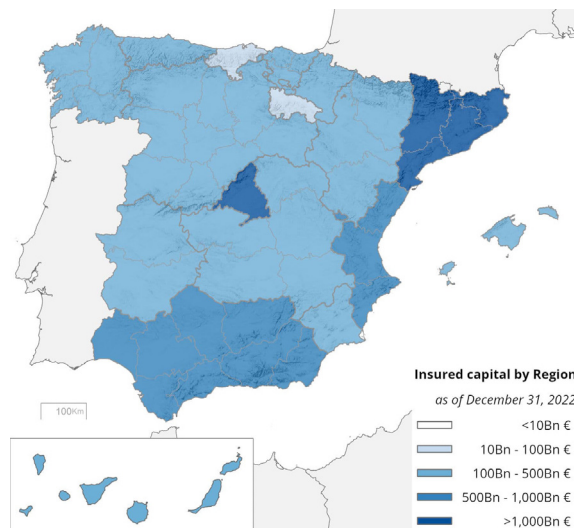 Insured capital by Region
as of December 31, 2022
<10Bn €
10Bn - 100Bn €
100Bn - 500Bn €
500Bn - 1,000Bn €
>1,000Bn €
100Km